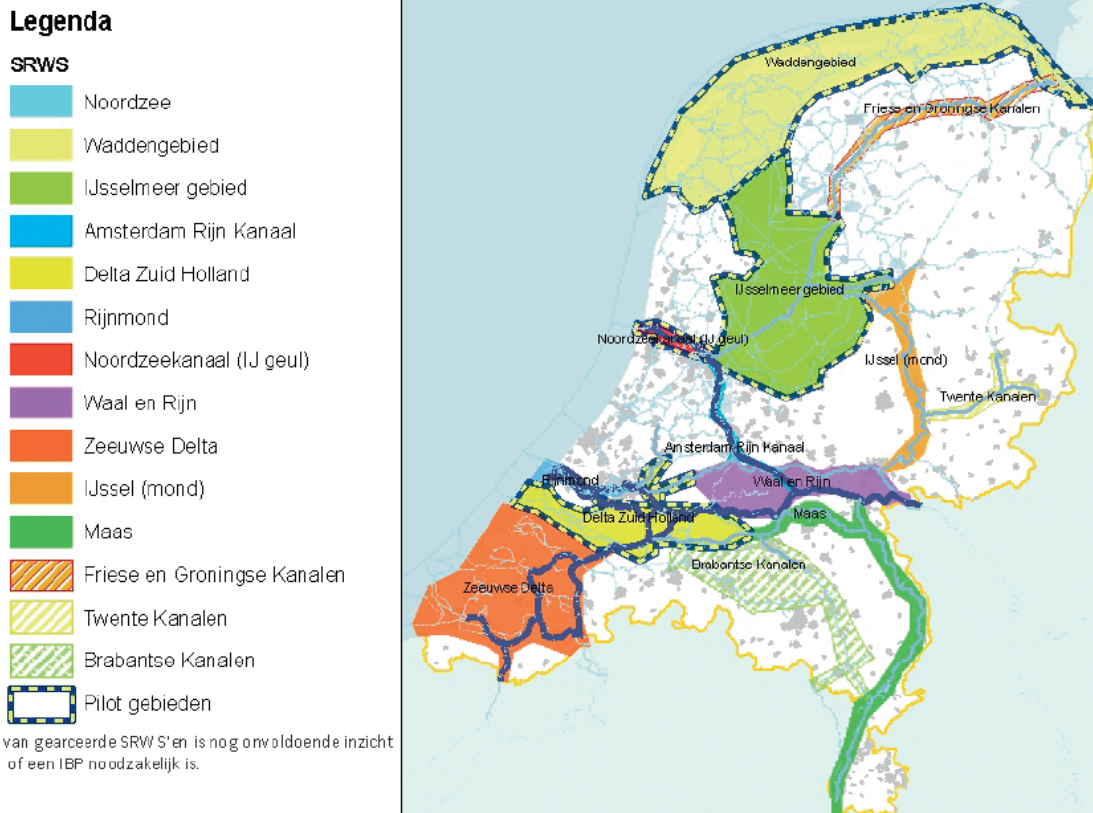 Legenda
SRWS
Noordzee
Waddengebied
IJsselmeer gebied
Amsterdam Rijn Kanaal
Delta Zuid Holland
Rijnmond
Noordzeekanaal (IJ geul)
Waal en Rijn
Zeeuwse Delta
IJssel (mond)
Maas
Friese en Groningse Kanalen
Twente Kanalen
Brabantse Kanalen
Pilot gebieden
van gearceerde SRWS'en is nog onvoldoende inzicht
of een IBP noodzakelijk is.
Waddengebied
Friese en Groningse Kanalen
IJsselmeer gebied
Noordzeekanaal (IJ geul)
IJssel (mond)
Twente Kanalen
Amsterdam Rijn Kanaal
Rijnmond
Waal en Rijn
Delta Zuid Holland
Maas
Brabantse Kanalen
Zeeuwse Delta